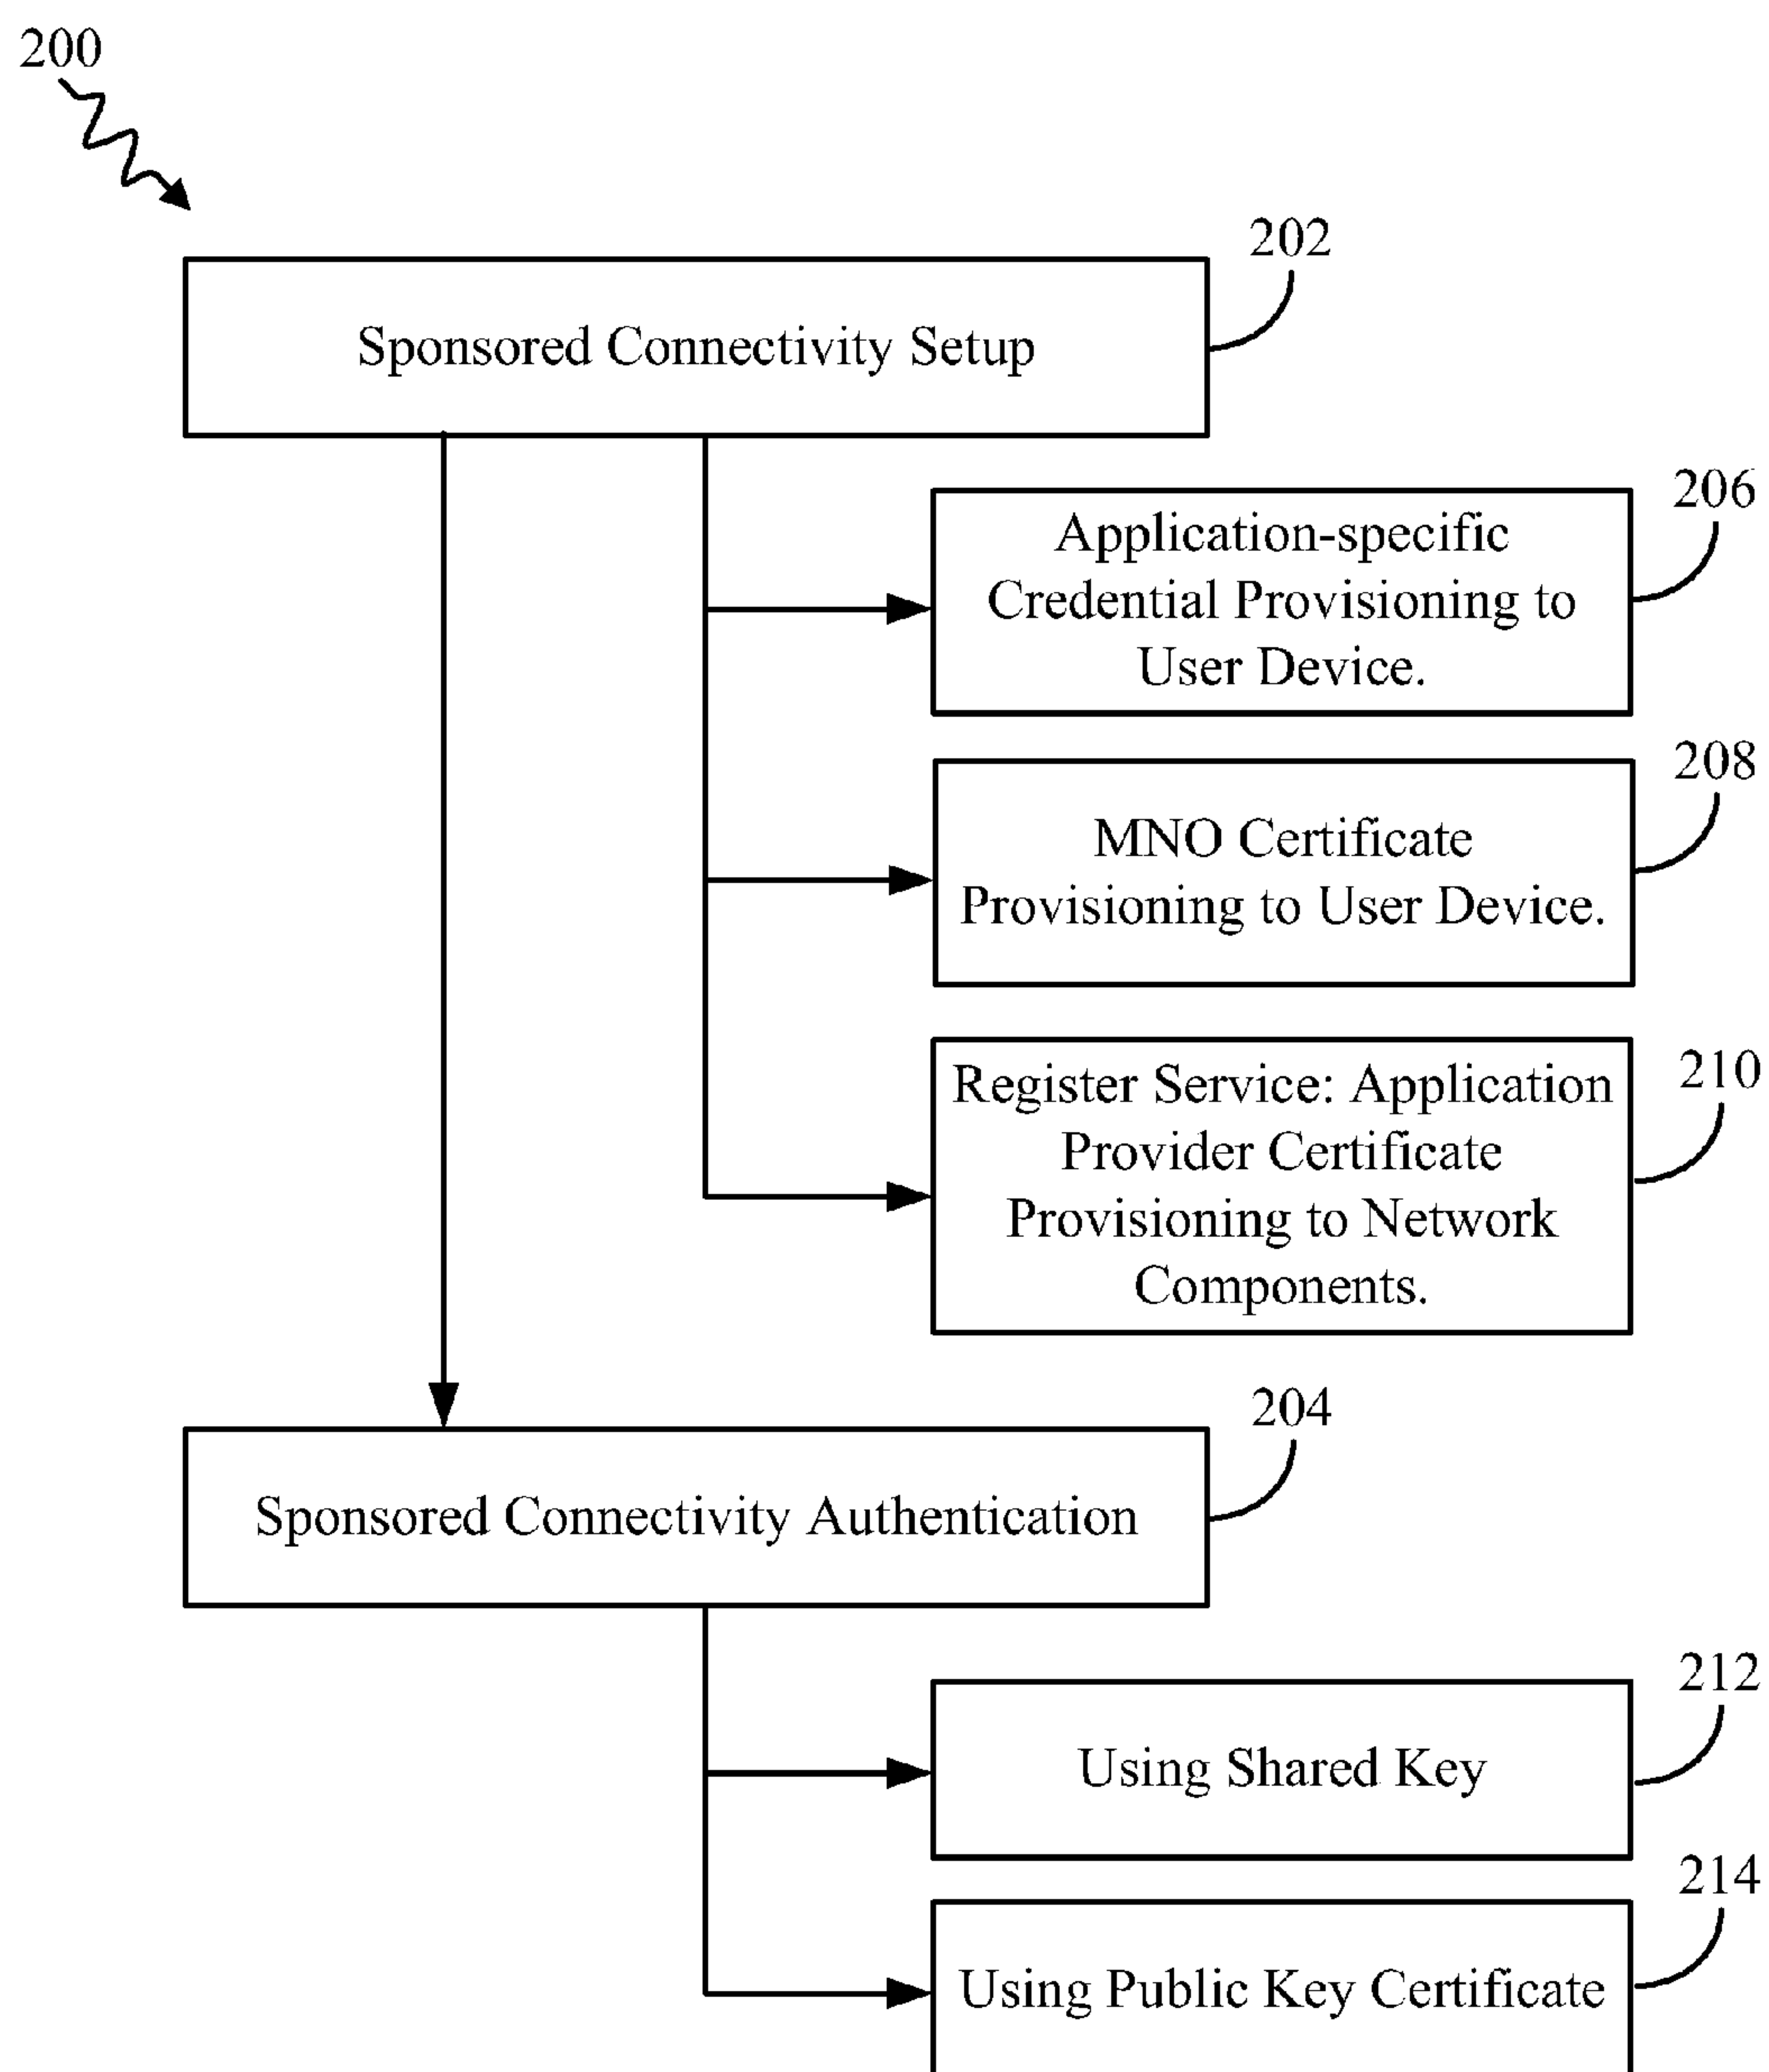 200
202
Sponsored Connectivity Setup
206
Application-specific
Credential Provisioning to
User Device.
208
MNO Certificate
Provisioning to User Device.
210
Register Service: Application
Provider Certificate
Provisioning to Network
Components.
204
Sponsored Connectivity Authentication
212
Using Shared Key
214
Using Public Key Certificate